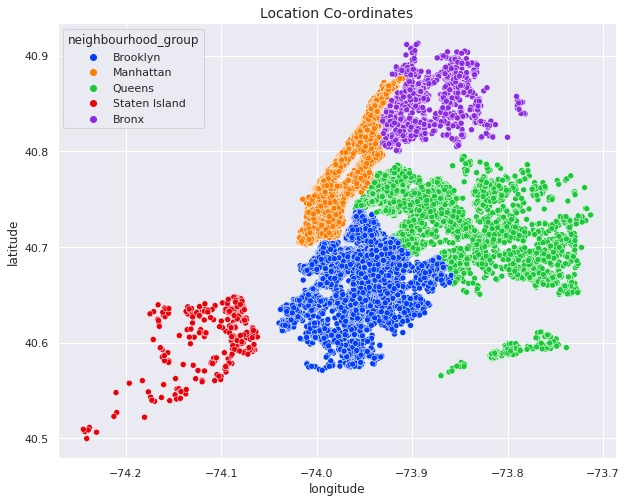 Location Co-ordinates
neighbourhood_group
Brooklyn
Manhattan
Queens
Staten Island
Bronx
latitude
40.9
40.8
40.7
40.6
40.5
−74.2
−74.1
−74.0
−73.9
−73.8
−73.7
longitude